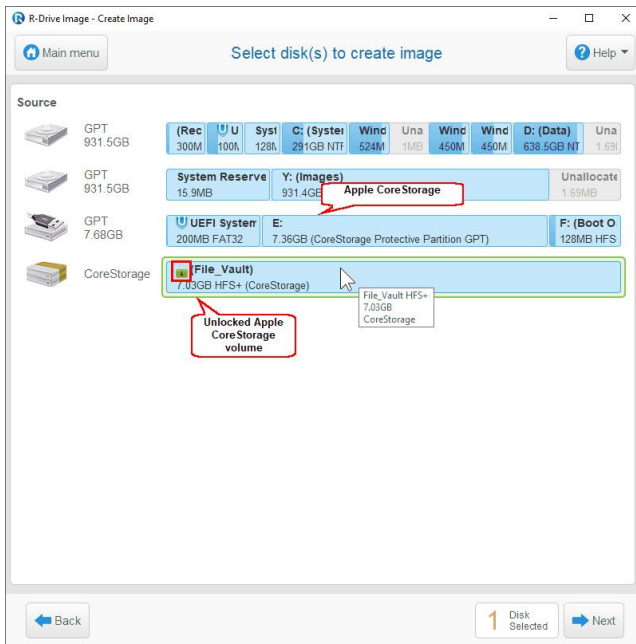 R-Drive Image - Create Image
Main menu
Select disk(s) to create image
Help
Source
GPT
931.5GB
(Rec
300M
U
100M
Syst
128M
C: (System
291GB NTF
Wind
524M
Una
1MB
Wind
450M
Wind
450M
D: (Data)
638.5GB NT
Una
1.69
GPT
931.5GB
System Reserve
15.9MB
Y: (Images)
931.4GB
Unallocate
1.69MB
Apple CoreStorage
GPT
7.68GB
UEFI System
200MB FAT32
E:
7.36GB (CoreStorage Protective Partition GPT)
F: (Boot O
128MB HFS
CoreStorage
(File_Vault)
7.03GB HFS+ (CoreStorage)
File_Vault HFS+
7.03GB
CoreStorage
Unlocked Apple
CoreStorage
volume
Back
1 Disk
Selected
Next